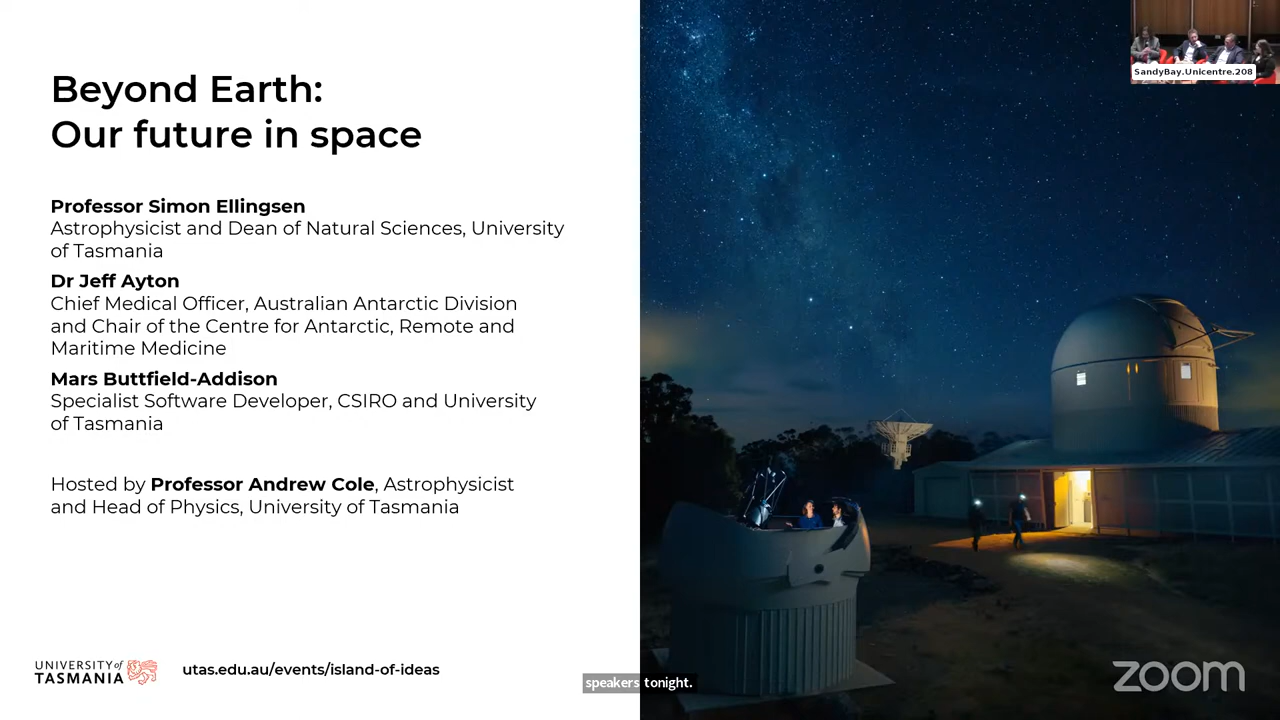 Beyond Earth:
Our future in space
Professor Simon Ellingsen
Astrophysicist and Dean of Natural Sciences, University
of Tasmania
Dr Jeff Ayton
Chief Medical Officer, Australian Antarctic Division
and Chair of the Centre for Antarctic, Remote and
Maritime Medicine
Mars Buttfield-Addison
Specialist Software Developer, CSIRO and University
of Tasmania
Hosted by Professor Andrew Cole, Astrophysicist
and Head of Physics, University of Tasmania
UNIVERSITY of
TASMANIA
utas.edu.au/events/island-of-ideas
SandyBay.Unicentre.208
speakers tonight.
zoom